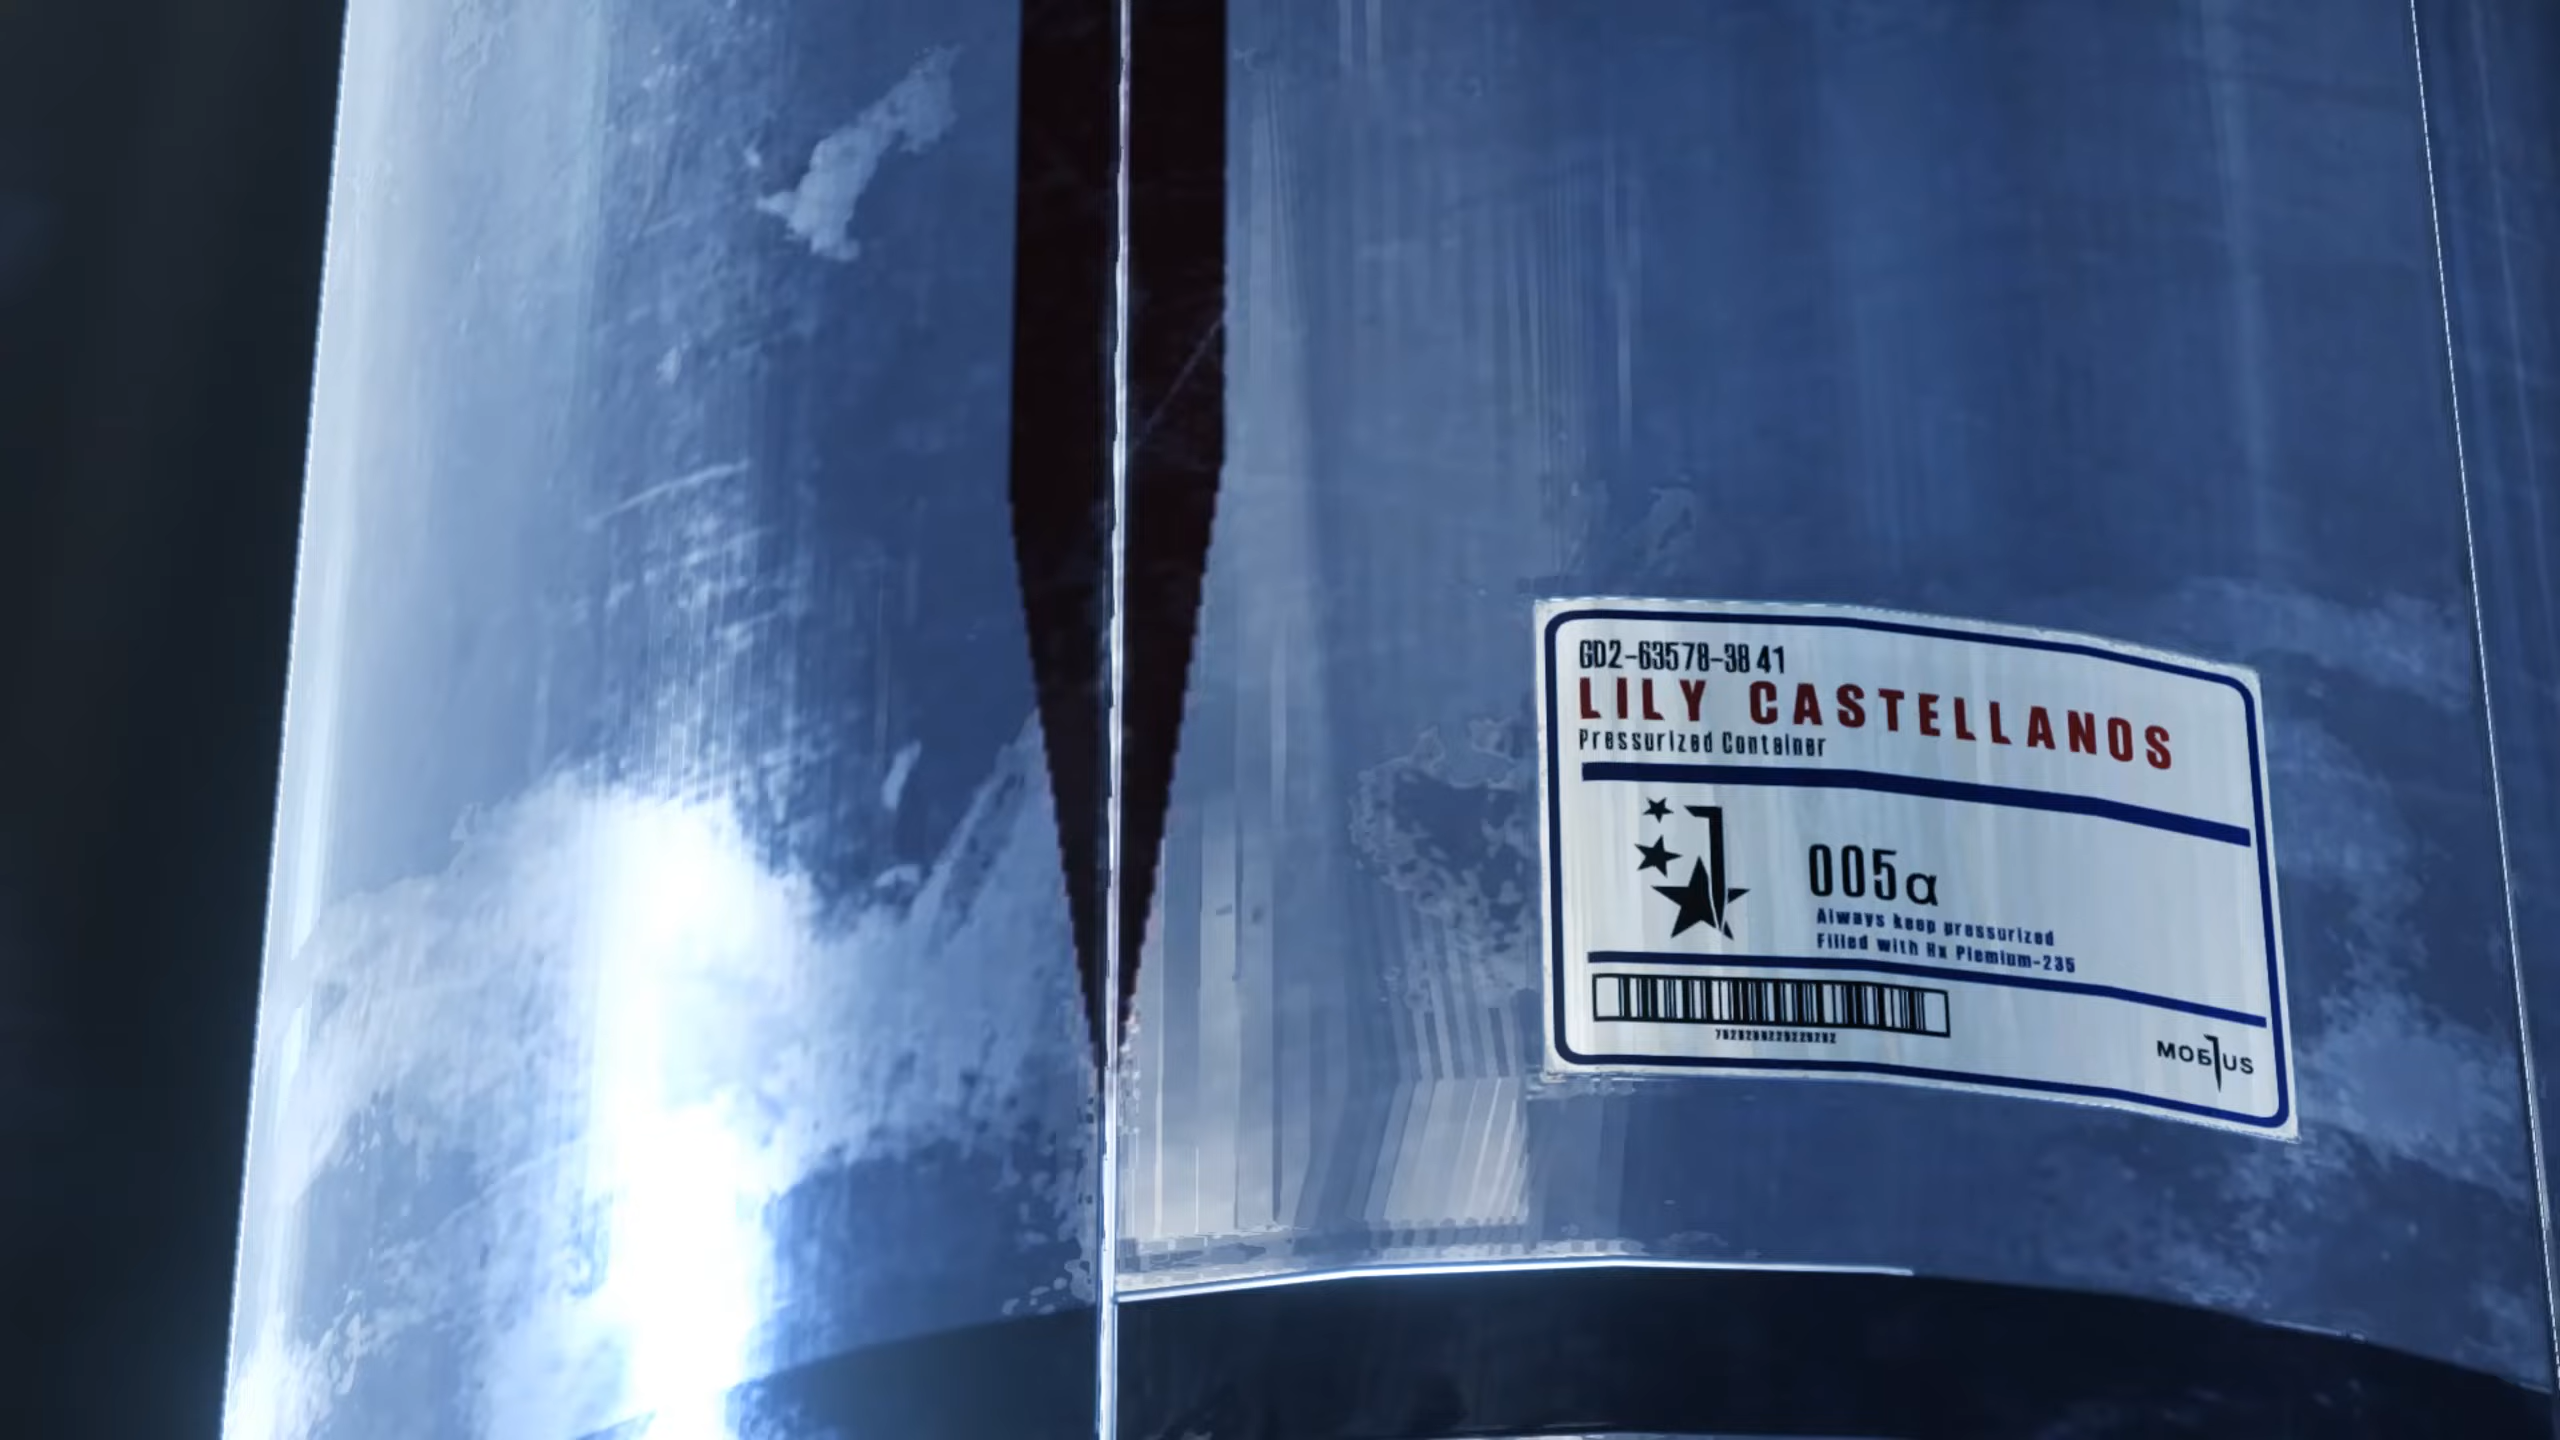 GD2-63578-38 41
LILY CASTELLANOS
Pressurized Container
005α
Always keep pressurized
Filled with Rx Plemium-235
MOBIUS